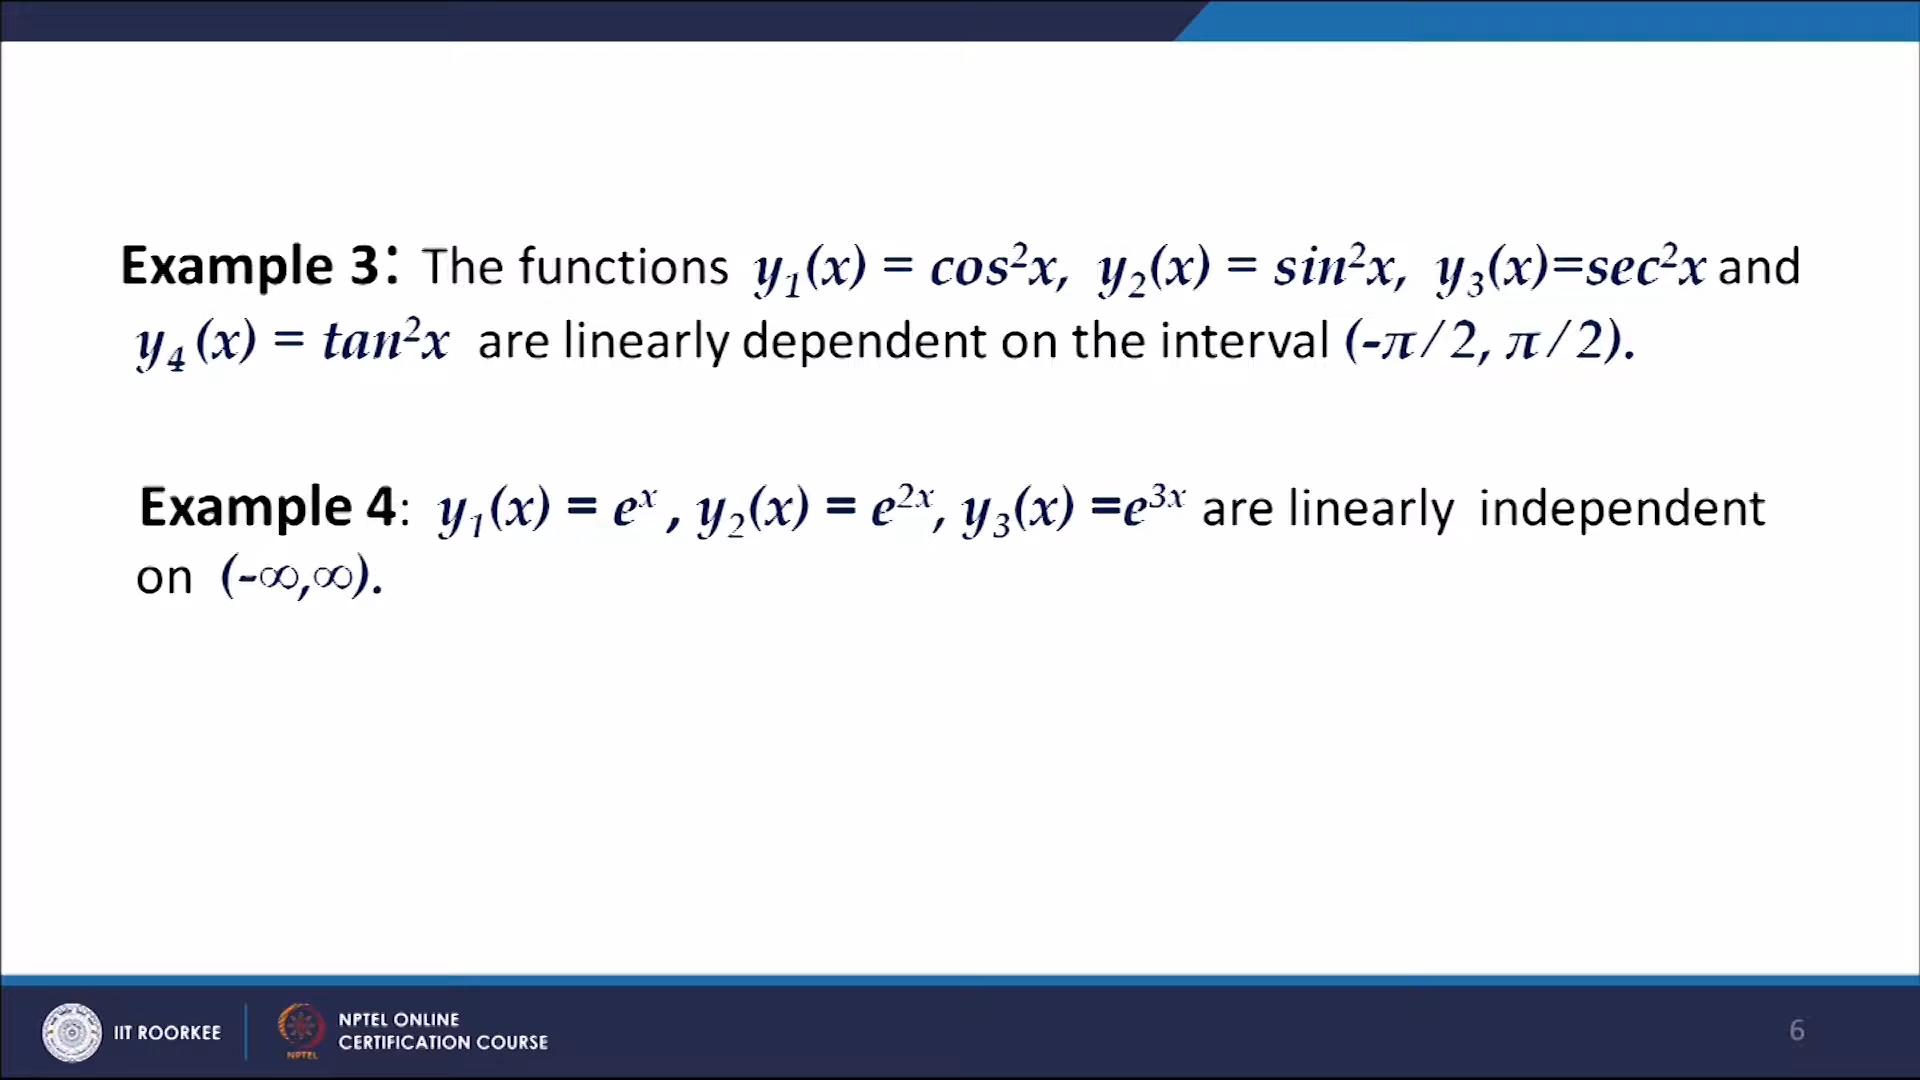 Example 3: The functions y₁(x) = cos²x, y₂(x) = sin²x, y₃(x)=sec²x and
y₄ (x) = tan²x are linearly dependent on the interval (-π/2, π/2).
Example 4: y₁(x) = eˣ , y₂(x) = e²ˣ, y₃(x) =e³ˣ are linearly independent
on (-∞,∞).
IIT ROORKEE
NPTEL
NPTEL ONLINE
CERTIFICATION COURSE
6